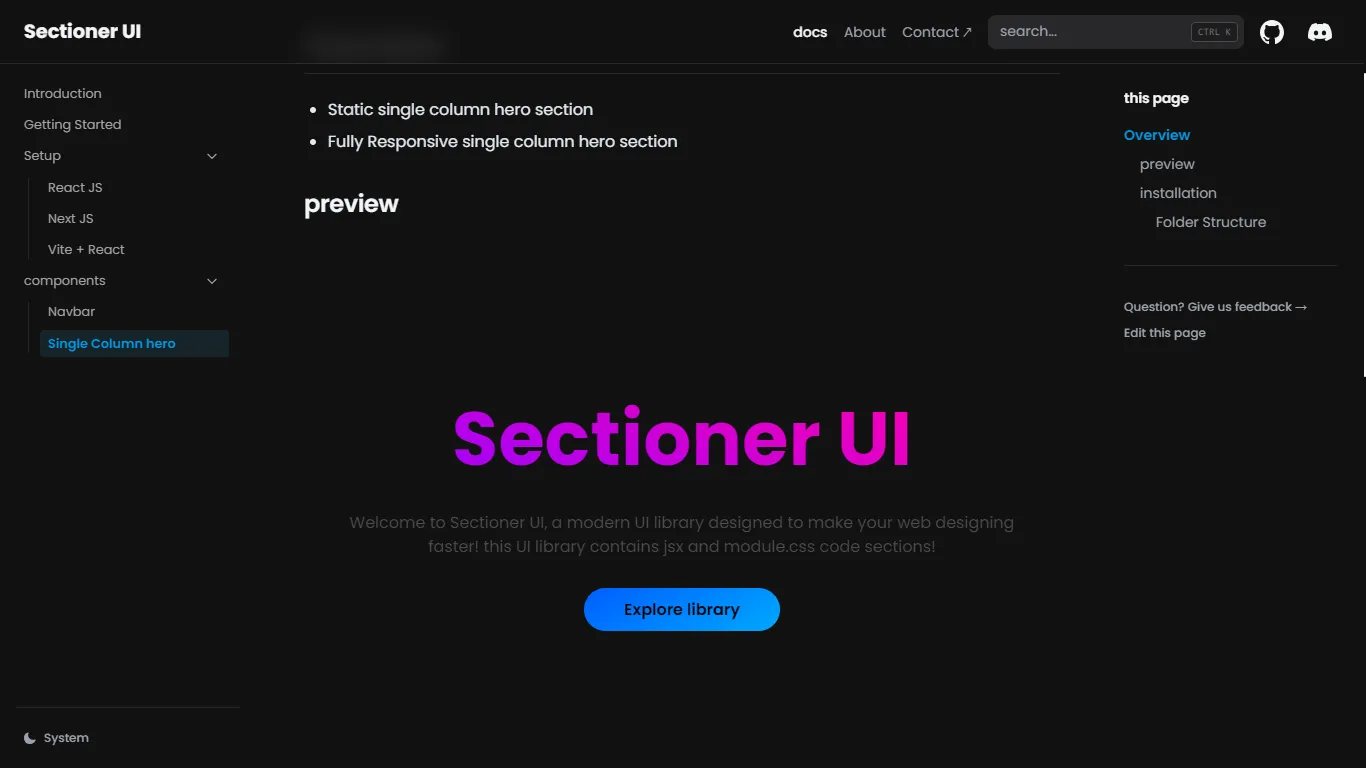 Sectioner UI
docs
About
Contact ↗
search...
CTRL K
Introduction
Getting Started
Setup
React JS
Next JS
Vite + React
components
Navbar
Single Column hero
System
Static single column hero section
Fully Responsive single column hero section
preview
Sectioner UI
Welcome to Sectioner UI, a modern UI library designed to make your web designing
faster! this UI library contains jsx and module.css code sections!
Explore library
this page
Overview
preview
installation
Folder Structure
Question? Give us feedback →
Edit this page